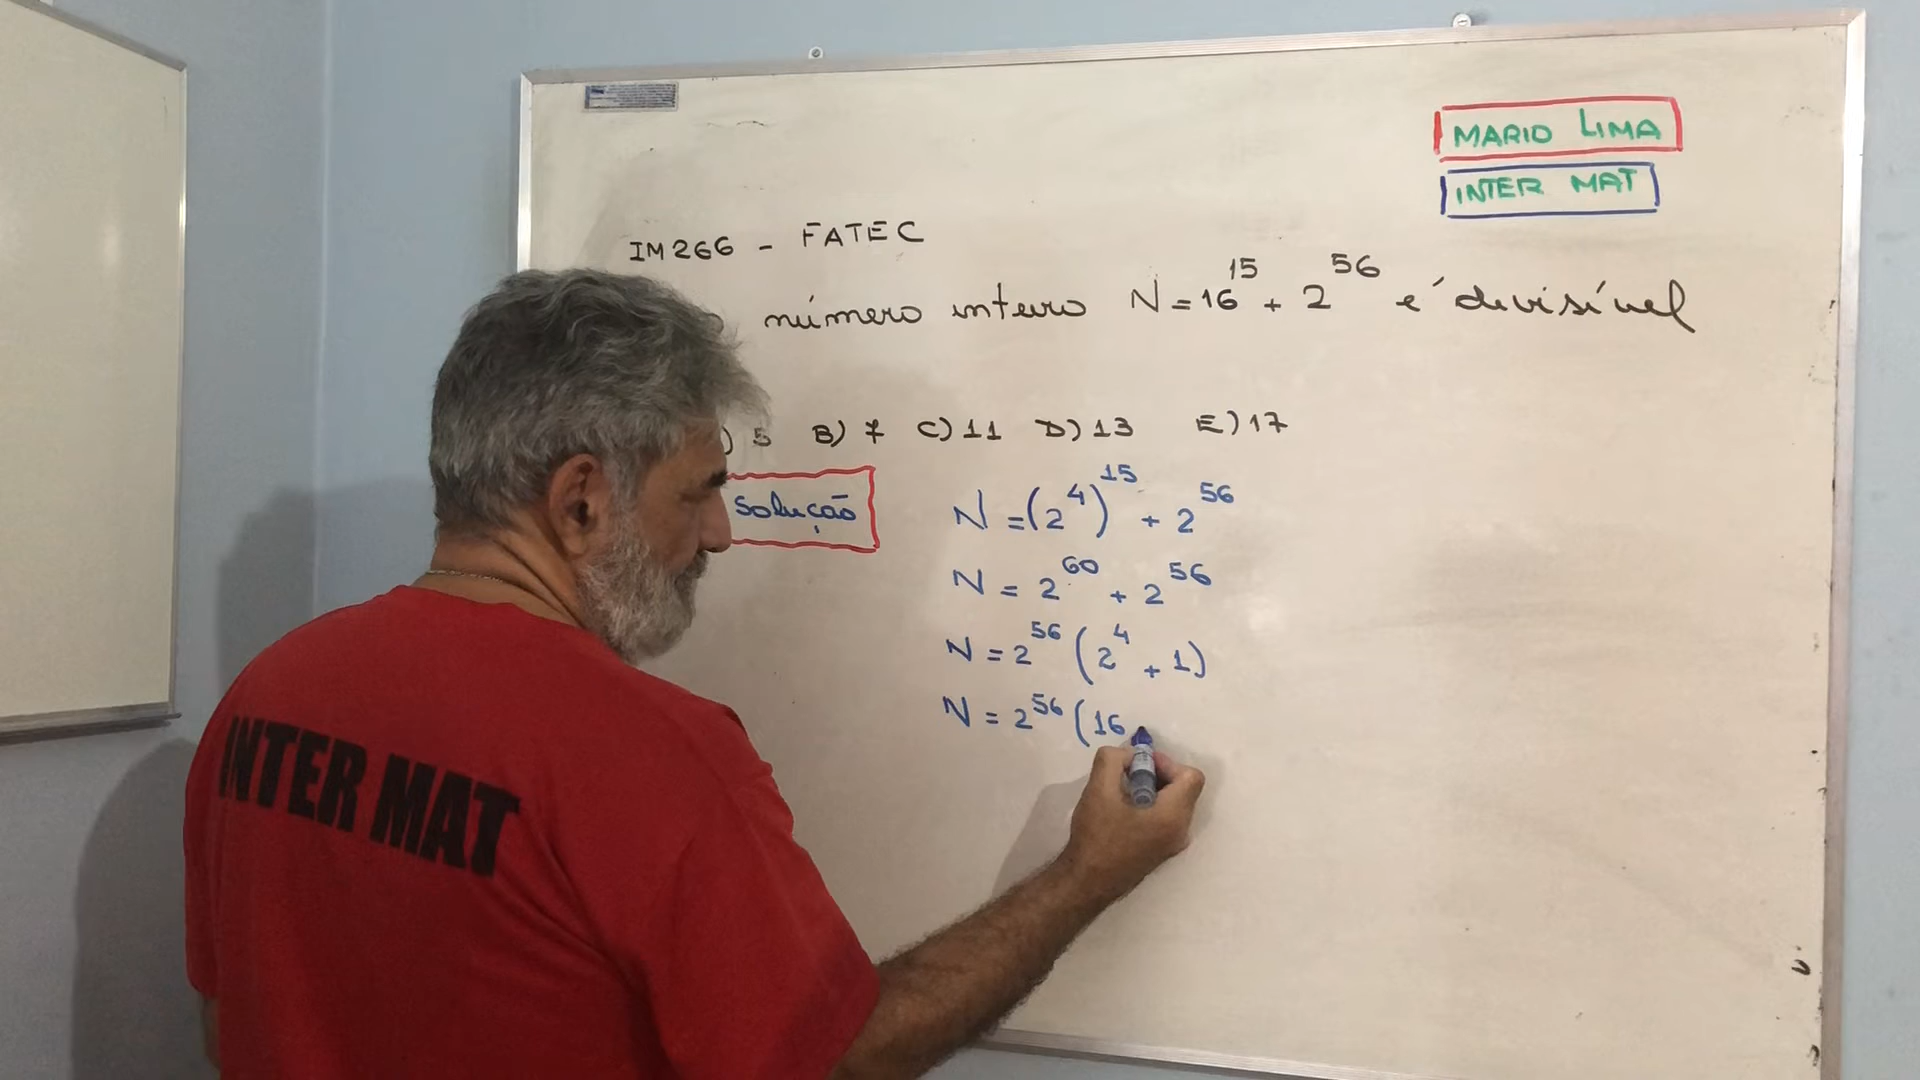 MARIO LIMA
INTER MAT
IM266 - FATEC
número inteiro N = 16^15 + 2^56 é divisível
) 5 B) 7 C) 11 D) 13 E) 17
Solução
N = (2^4)^15 + 2^56
N = 2^60 + 2^56
N = 2^56 (2^4 + 1)
N = 2^56 (16
INTER MAT